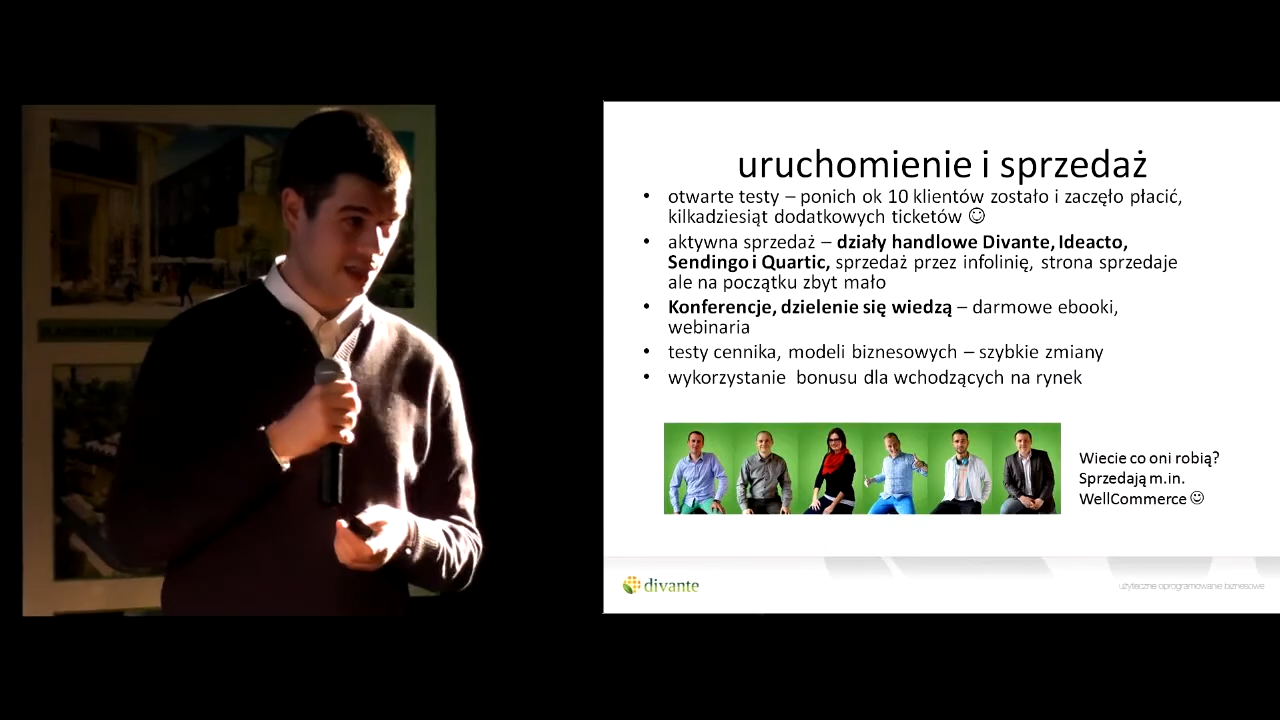 uruchomienie i sprzedaż
• otwarte testy – ponich ok 10 klientów zostało i zaczęło płacić,
kilkadziesiąt dodatkowych ticketów ☺
• aktywna sprzedaż – działy handlowe Divante, Ideacto,
Sendingo i Quartic, sprzedaż przez infolinię, strona sprzedaje
ale na początku zbyt mało
• Konferencje, dzielenie się wiedzą – darmowe ebooki,
webinaria
• testy cennika, modeli biznesowych – szybkie zmiany
• wykorzystanie bonusu dla wchodzących na rynek
Wiecie co oni robią?
Sprzedają m.in.
WellCommerce ☺
divante
użyteczne oprogramowanie biznesowe